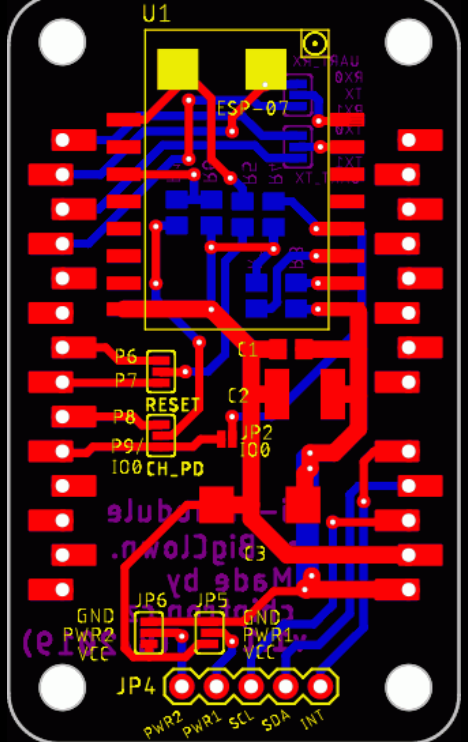 U1
UART_RX
RX0
TX
RX1
ESP-07
TX0
TX1
C1
P6
P7
C2
RESET
P8
JP2
P9/
IO0
IO0
CH_PD
C3
BigClown.
Made by
JP6
JP5
GND
GND
PWR2
PWR1
VCC
VCC
JP4
PWR2
PWR1
SCL
SDA
INT